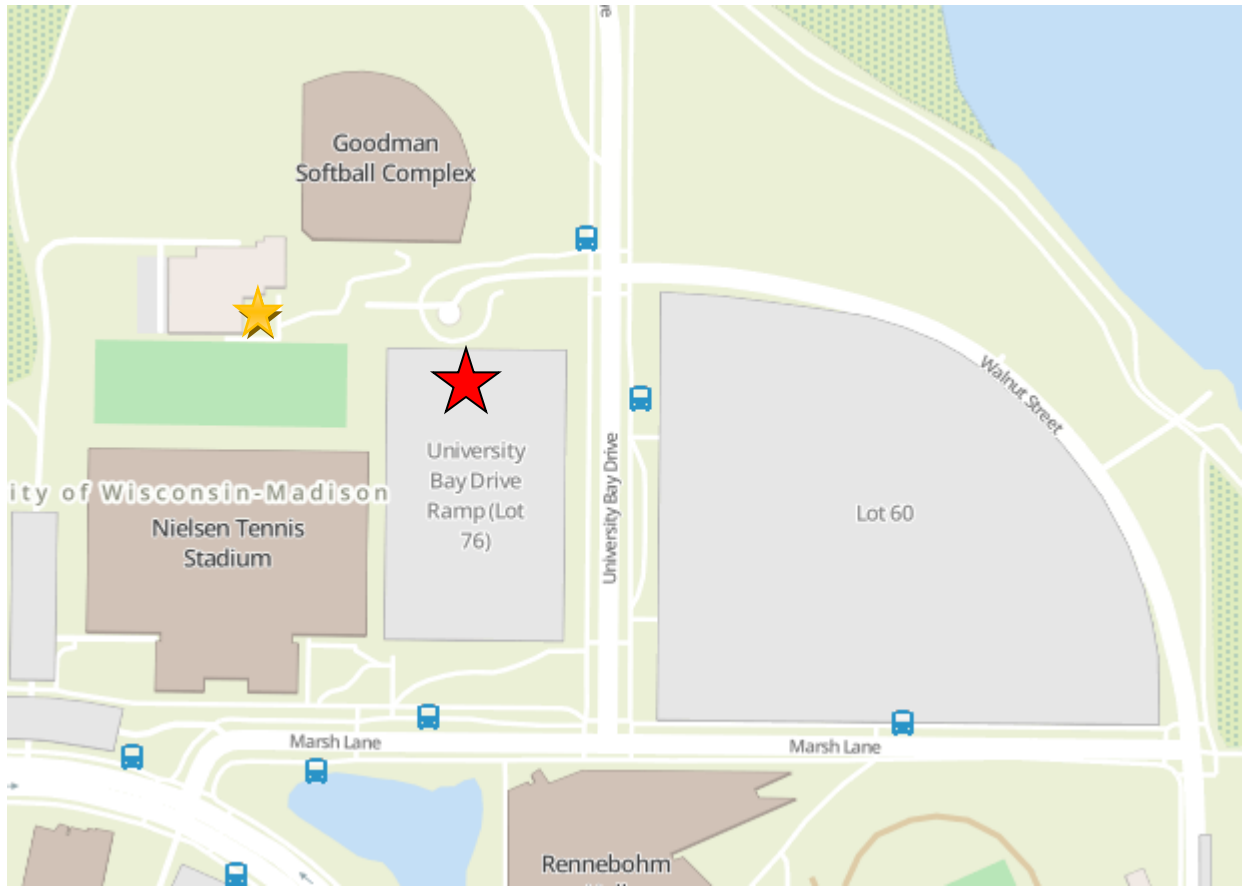 Goodman
Softball Complex
Walnut Street
University
Bay Drive
Ramp (Lot
76)
University Bay Drive
ity of Wisconsin-Madison
Nielsen Tennis
Stadium
Lot 60
Marsh Lane
Marsh Lane
Rennebohm